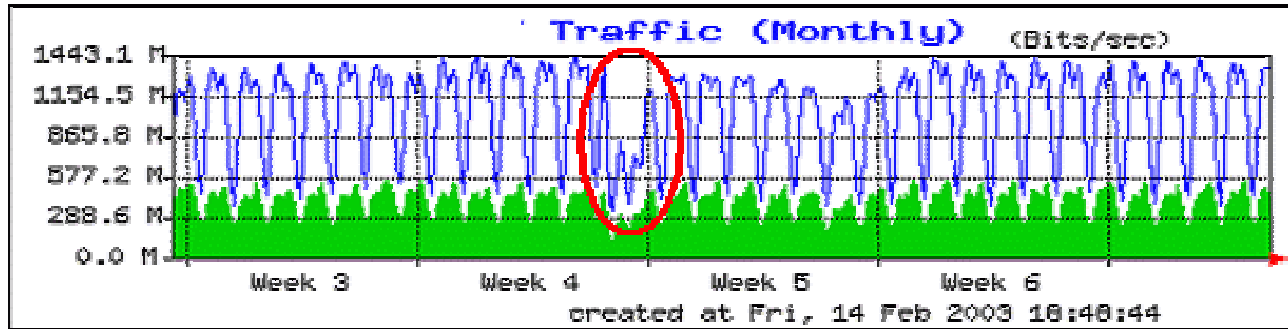 Traffic (Monthly) (Bits/sec)
1443.1 M
1154.5 M
865.8 M
577.2 M
288.6 M
0.0 M
Week 3 Week 4 Week 5 Week 6
created at Fri, 14 Feb 2003 18:48:44